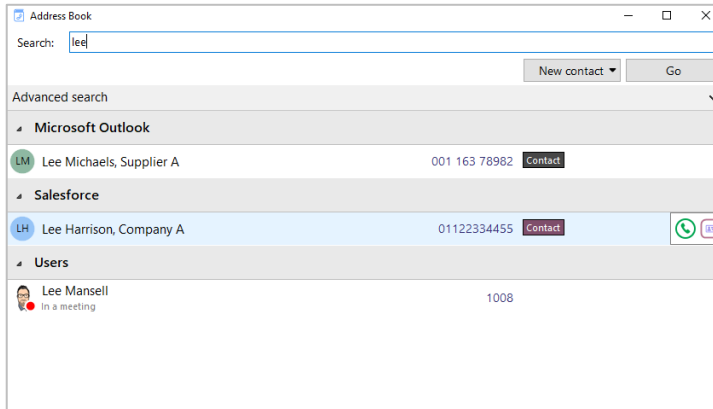 Address Book
Search: lee
New contact Go
Advanced search
Microsoft Outlook
LM Lee Michaels, Supplier A 001 163 78982 Contact
Salesforce
LH Lee Harrison, Company A 01122334455 Contact
Users
Lee Mansell 1008
In a meeting